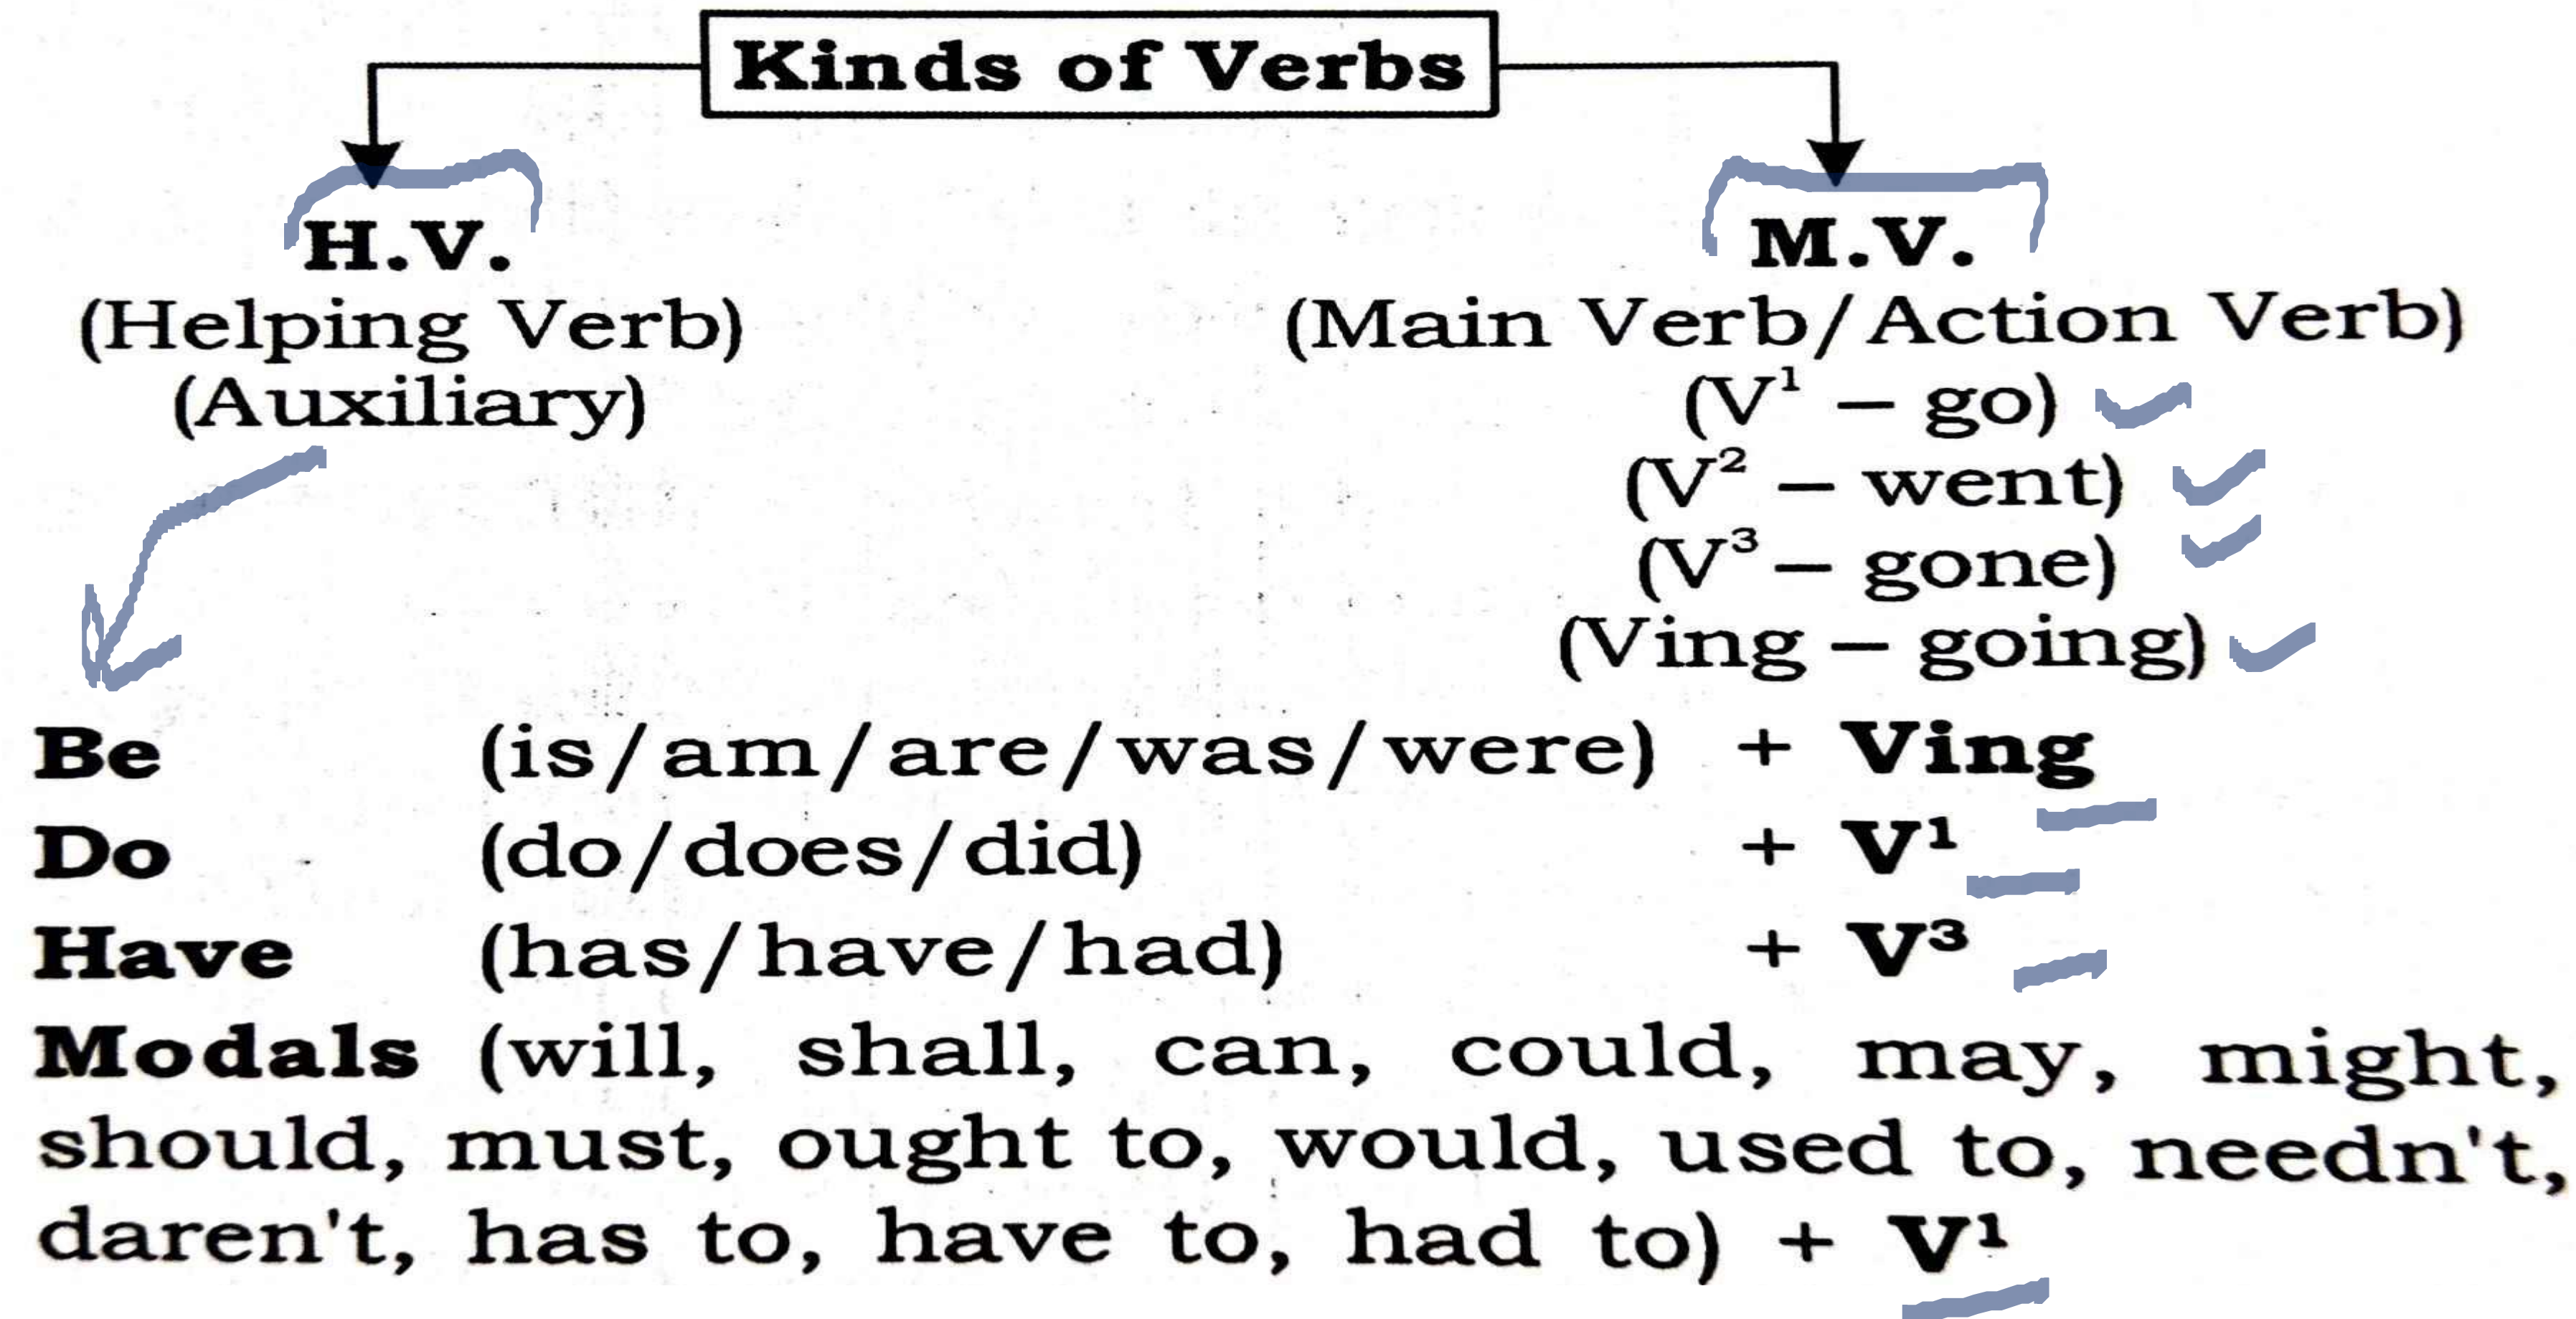 Kinds of Verbs
H.V.
(Helping Verb)
(Auxiliary)
M.V.
(Main Verb/Action Verb)
(V¹ – go)
(V² – went)
(V³ – gone)
(Ving – going)
Be (is/am/are/was/were) + Ving
Do (do/does/did) + V¹
Have (has/have/had) + V³
Modals (will, shall, can, could, may, might,
should, must, ought to, would, used to, needn't,
daren't, has to, have to, had to) + V¹